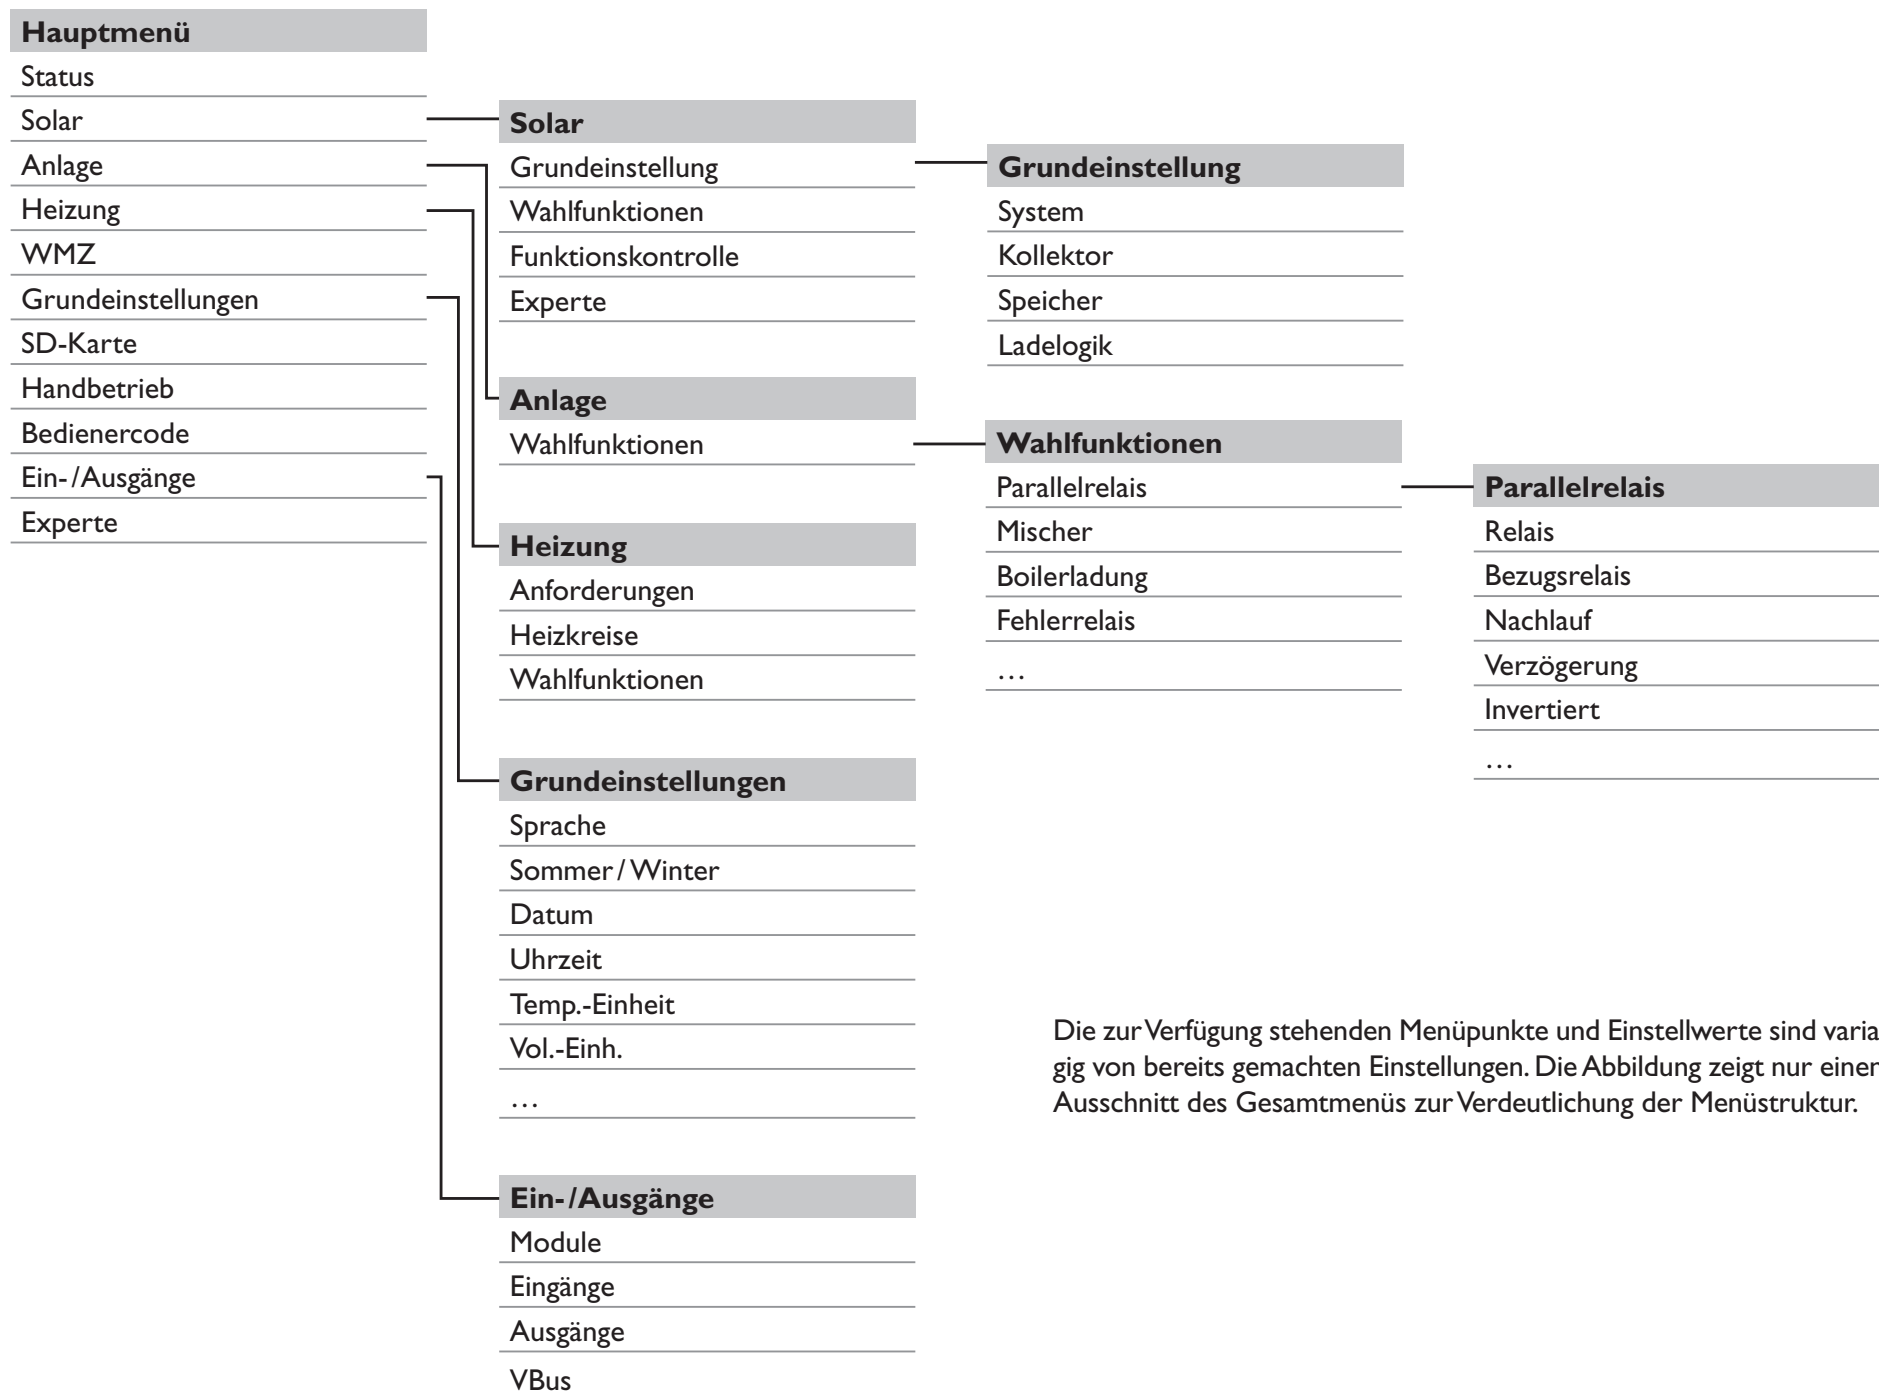 Hauptmenü
Status
Solar
Anlage
Heizung
WMZ
Grundeinstellungen
SD-Karte
Handbetrieb
Bedienercode
Ein-/Ausgänge
Experte
Solar
Grundeinstellung
Wahlfunktionen
Funktionskontrolle
Experte
Anlage
Wahlfunktionen
Heizung
Anforderungen
Heizkreise
Wahlfunktionen
Grundeinstellungen
Sprache
Sommer / Winter
Datum
Uhrzeit
Temp.-Einheit
Vol.-Einh.
…
Ein-/Ausgänge
Module
Eingänge
Ausgänge
VBus
Grundeinstellung
System
Kollektor
Speicher
Ladelogik
Wahlfunktionen
Parallelrelais
Mischer
Boilerladung
Fehlerrelais
…
Parallelrelais
Relais
Bezugsrelais
Nachlauf
Verzögerung
Invertiert
…
Die zur Verfügung stehenden Menüpunkte und Einstellwerte sind varia
gig von bereits gemachten Einstellungen. Die Abbildung zeigt nur einen
Ausschnitt des Gesamtmenüs zur Verdeutlichung der Menüstruktur.